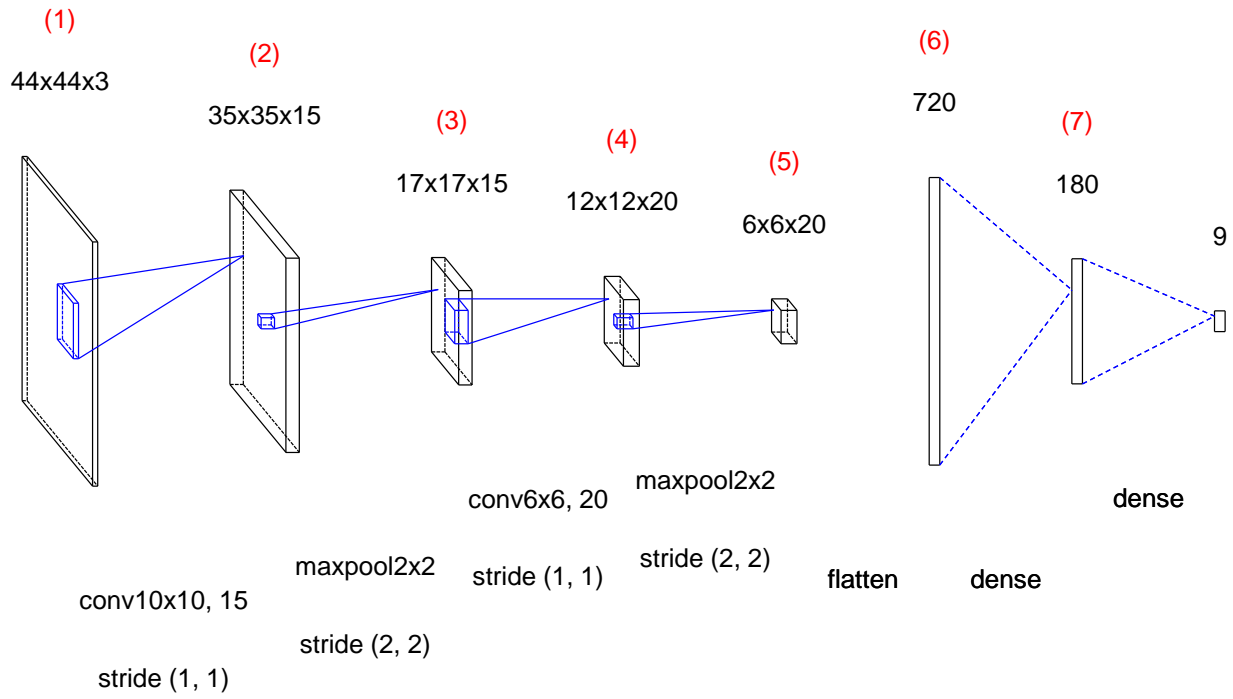 (1)
44x44x3
(2)
35x35x15
(3)
17x17x15
(4)
12x12x20
(5)
6x6x20
(6)
720
(7)
180
9
conv10x10, 15
stride (1, 1)
maxpool2x2
stride (2, 2)
conv6x6, 20
stride (1, 1)
maxpool2x2
stride (2, 2)
flatten
dense
dense